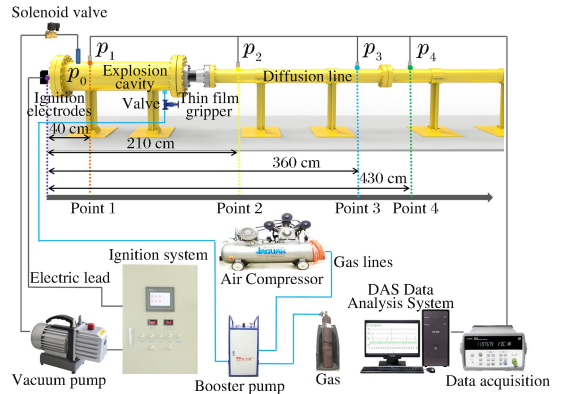 Solenoid valve
p1
p2
p3
p4
p0
Explosion
cavity
Diffusion line
Ignition
electrodes
Valve
Thin film
gripper
40 cm
210 cm
360 cm
430 cm
Point 1
Point 2
Point 3
Point 4
Ignition system
JAGUAR
Gas lines
Air Compressor
Electric lead
DAS Data
Analysis System
Vacuum pump
Booster pump
Gas
Data acquisition